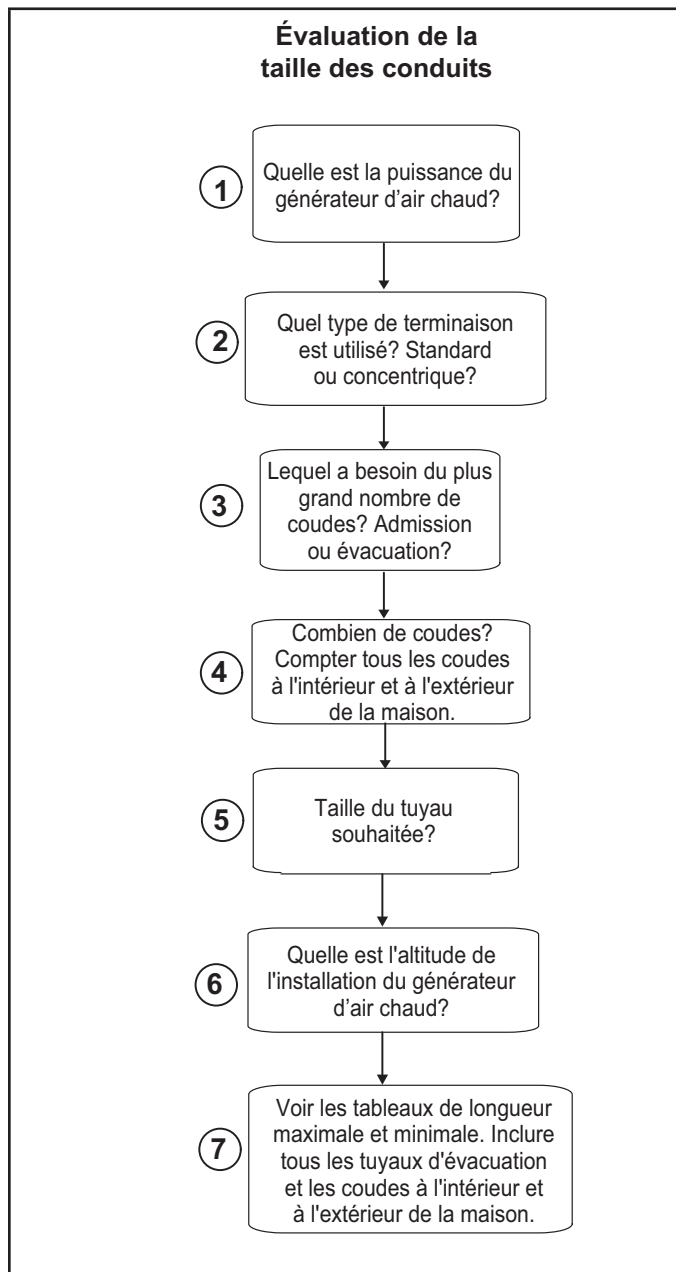 Évaluation de la
taille des conduits
1
Quelle est la puissance du
générateur d’air chaud?
2
Quel type de terminaison
est utilisé? Standard
ou concentrique?
3
Lequel a besoin du plus
grand nombre de
coudes? Admission
ou évacuation?
4
Combien de coudes?
Compter tous les coudes
à l'intérieur et à l'extérieur
de la maison.
5
Taille du tuyau
souhaitée?
6
Quelle est l'altitude de
l'installation du générateur
d’air chaud?
7
Voir les tableaux de longueur
maximale et minimale. Inclure
tous les tuyaux d'évacuation
et les coudes à l'intérieur et
à l'extérieur de la maison.